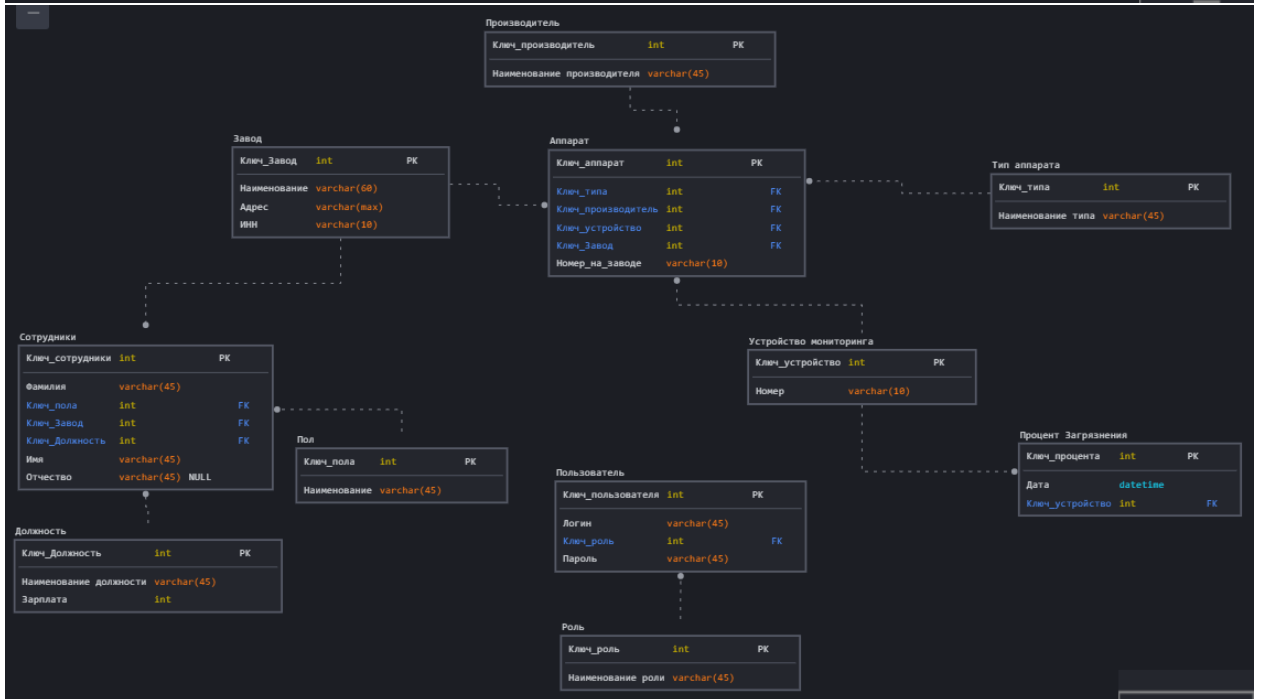 Производитель
Ключ_производитель int PK
Наименование производителя varchar(45)
Завод
Ключ_Завод int PK
Наименование varchar(60)
Адрес varchar(max)
ИНН varchar(10)
Аппарат
Ключ_аппарат int PK
Ключ_типа int FK
Ключ_производитель int FK
Ключ_устройство int FK
Ключ_Завод int FK
Номер_на_заводе varchar(10)
Тип аппарата
Ключ_типа int PK
Наименование типа varchar(45)
Сотрудники
Ключ_сотрудники int PK
Фамилия varchar(45)
Ключ_пола int FK
Ключ_Завод int FK
Ключ_Должность int FK
Имя varchar(45)
Отчество varchar(45) NULL
Устройство мониторинга
Ключ_устройство int PK
Номер varchar(10)
Пол
Ключ_пола int PK
Наименование varchar(45)
Процент Загрязнения
Ключ_процента int PK
Дата datetime
Ключ_устройство int FK
Пользователь
Ключ_пользователя int PK
Логин varchar(45)
Ключ_роль int FK
Пароль varchar(45)
Должность
Ключ_Должность int PK
Наименование должности varchar(45)
Зарплата int
Роль
Ключ_роль int PK
Наименование роли varchar(45)